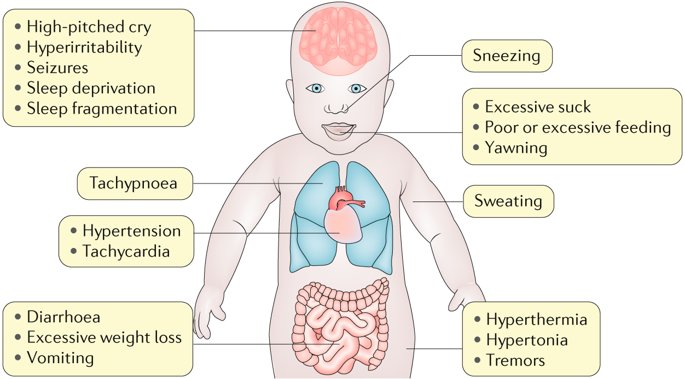 • High-pitched cry
• Hyperirritability
• Seizures
• Sleep deprivation
• Sleep fragmentation
Sneezing
• Excessive suck
• Poor or excessive feeding
• Yawning
Tachypnoea
Sweating
• Hypertension
• Tachycardia
• Diarrhoea
• Excessive weight loss
• Vomiting
• Hyperthermia
• Hypertonia
• Tremors